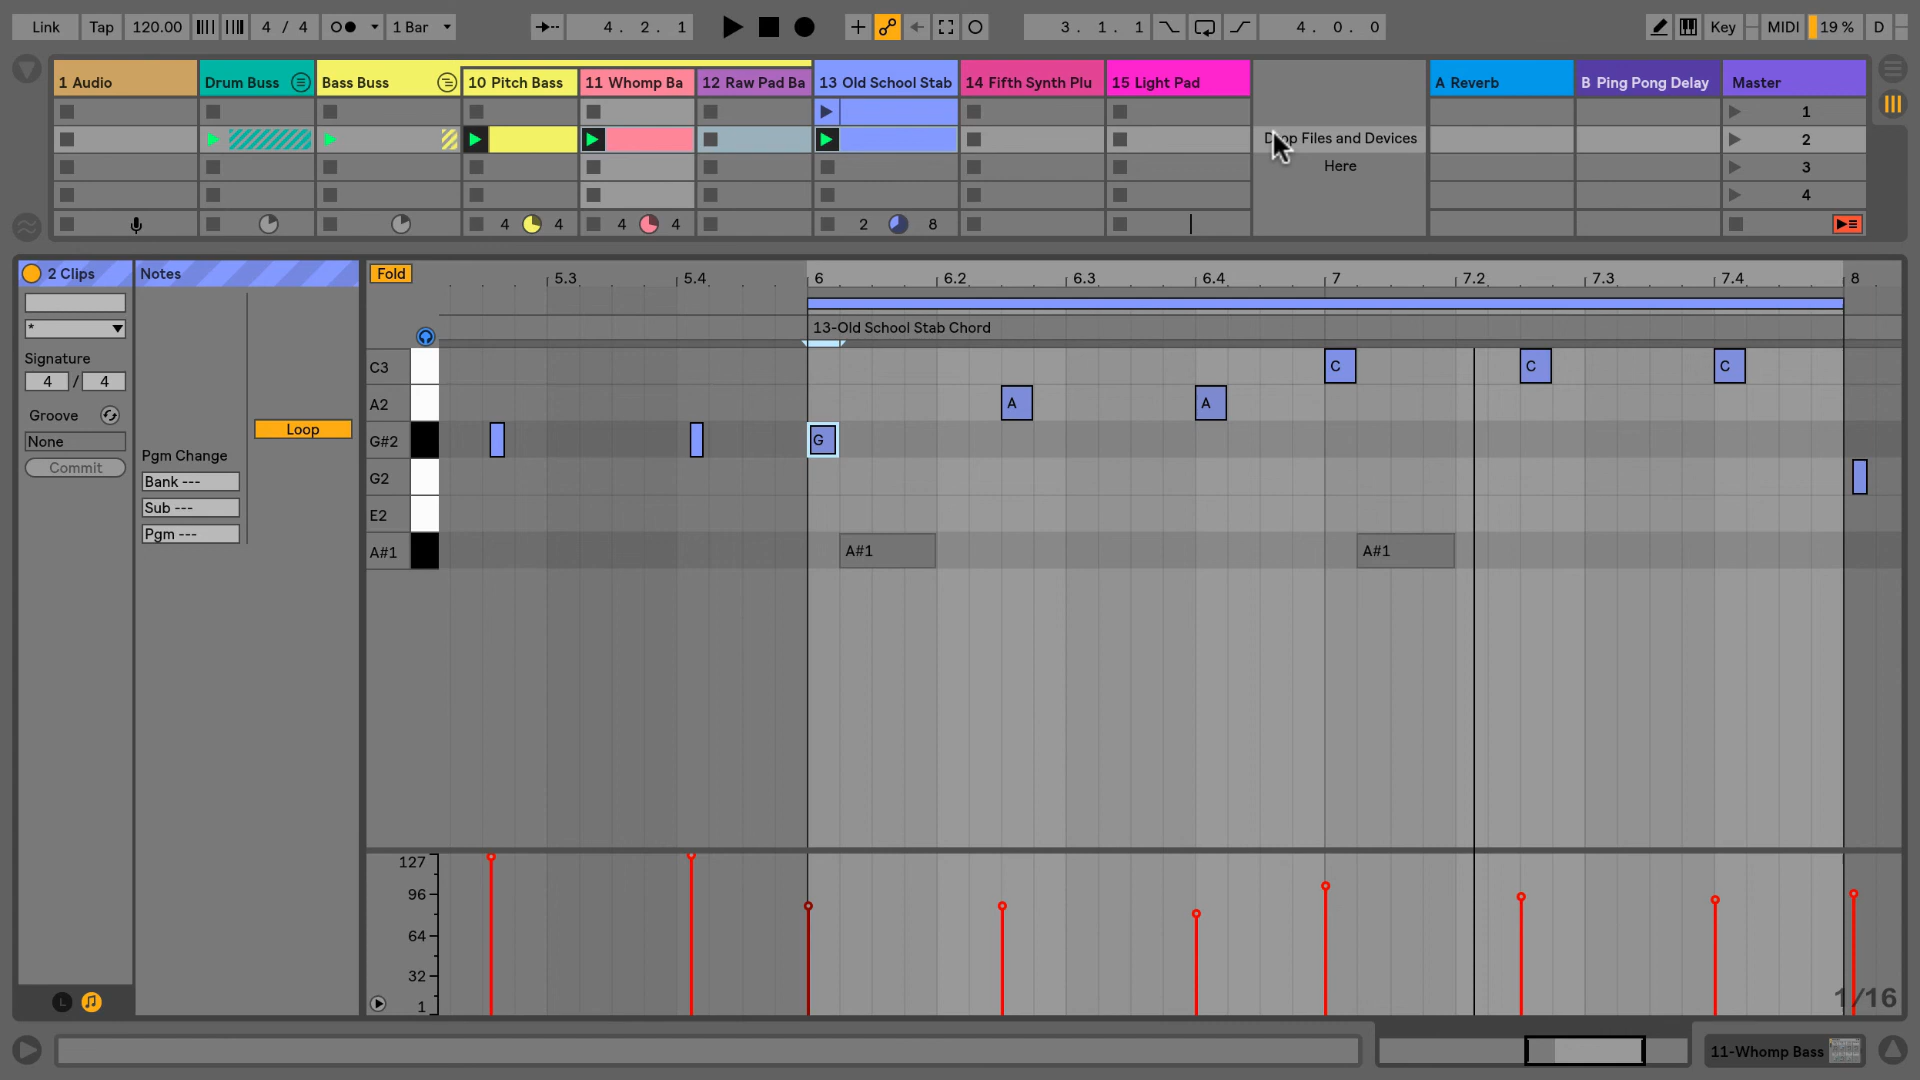 Link Tap 120.00 4 / 4 1 Bar 4. 2. 1 3. 1. 1 4. 0. 0 Key MIDI 19 % D
1 Audio Drum Buss Bass Buss 10 Pitch Bass 11 Whomp Ba 12 Raw Pad Ba 13 Old School Stab 14 Fifth Synth Plu 15 Light Pad A Reverb B Ping Pong Delay Master
1
Drop Files and Devices 2
Here 3
4
4 4 4 4 2 8
2 Clips Notes Fold 5.3 5.4 6 6.2 6.3 6.4 7 7.2 7.3 7.4 8
*
13-Old School Stab Chord
Signature
4 / 4
C3 C C C
A2 A A
Groove
None
Loop
G#2 G
Pgm Change
Commit
Bank ---
G2
Sub ---
E2
Pgm ---
A#1 A#1 A#1
127
96
64
32
1
L
1/16
11-Whomp Bass